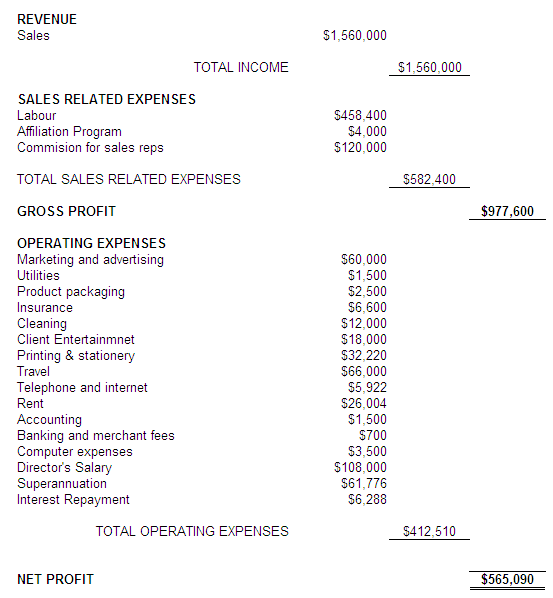 REVENUE
Sales $1,560,000
TOTAL INCOME $1,560,000
SALES RELATED EXPENSES
Labour $458,400
Affiliation Program $4,000
Commision for sales reps $120,000
TOTAL SALES RELATED EXPENSES $582,400
GROSS PROFIT $977,600
OPERATING EXPENSES
Marketing and advertising $60,000
Utilities $1,500
Product packaging $2,500
Insurance $6,600
Cleaning $12,000
Client Entertainmnet $18,000
Printing & stationery $32,220
Travel $66,000
Telephone and internet $5,922
Rent $26,004
Accounting $1,500
Banking and merchant fees $700
Computer expenses $3,500
Director's Salary $108,000
Superannuation $61,776
Interest Repayment $6,288
TOTAL OPERATING EXPENSES $412,510
NET PROFIT $565,090